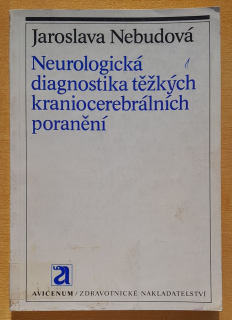 Jaroslava Nebudová
Neurologická
diagnostika těžkých
kraniocerebrálních
poranění
AVICENUM/ZDRAVOTNICKÉ NAKLADATELSTVÍ